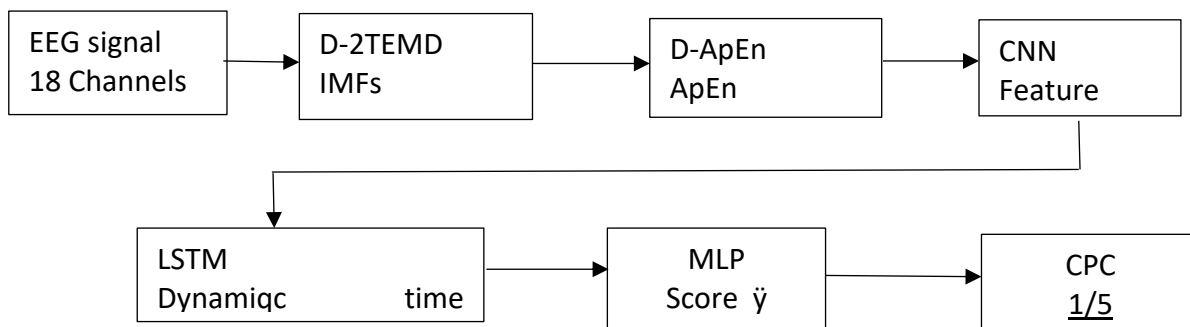 EEG signal
18 Channels
D-2TEMD
IMFs
D-ApEn
ApEn
CNN
Feature
LSTM
Dynamiqc time
MLP
Score ÿ
CPC
1/5